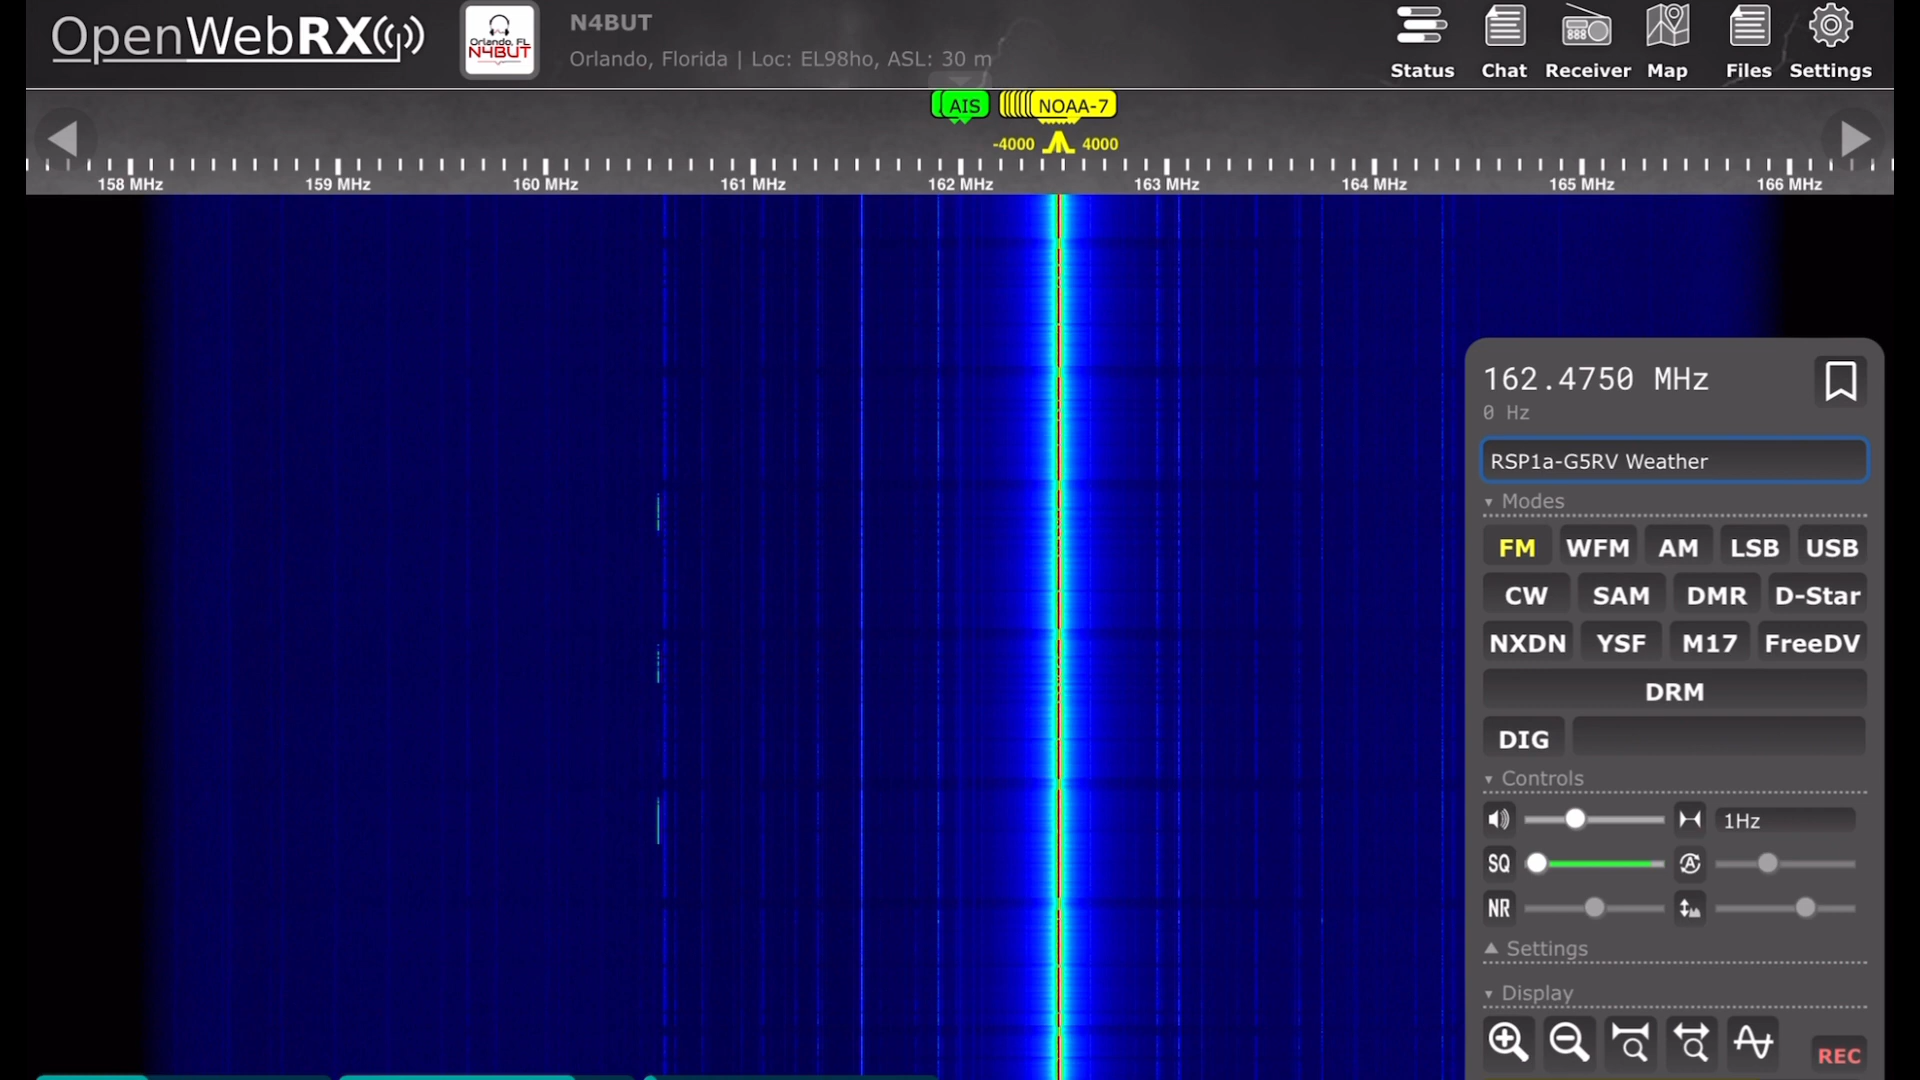 OpenWebRX
Orlando, FL
N4BUT
N4BUT
Orlando, Florida | Loc: EL98ho, ASL: 30 m
Status
Chat
Receiver
Map
Files
Settings
AIS
NOAA-7
-4000
4000
158 MHz
159 MHz
160 MHz
161 MHz
162 MHz
163 MHz
164 MHz
165 MHz
166 MHz
162.4750 MHz
0 Hz
RSP1a-G5RV Weather
Modes
FM WFM AM LSB USB
CW SAM DMR D-Star
NXDN YSF M17 FreeDV
DRM
DIG
Controls
1Hz
SQ
NR
Settings
Display
REC